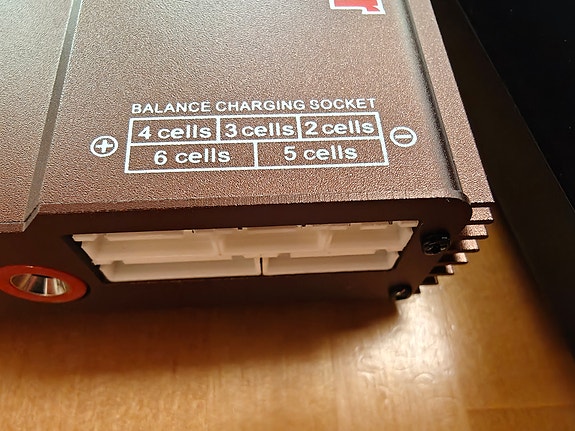 BALANCE CHARGING SOCKET
+ 4 cells 3 cells 2 cells -
6 cells 5 cells